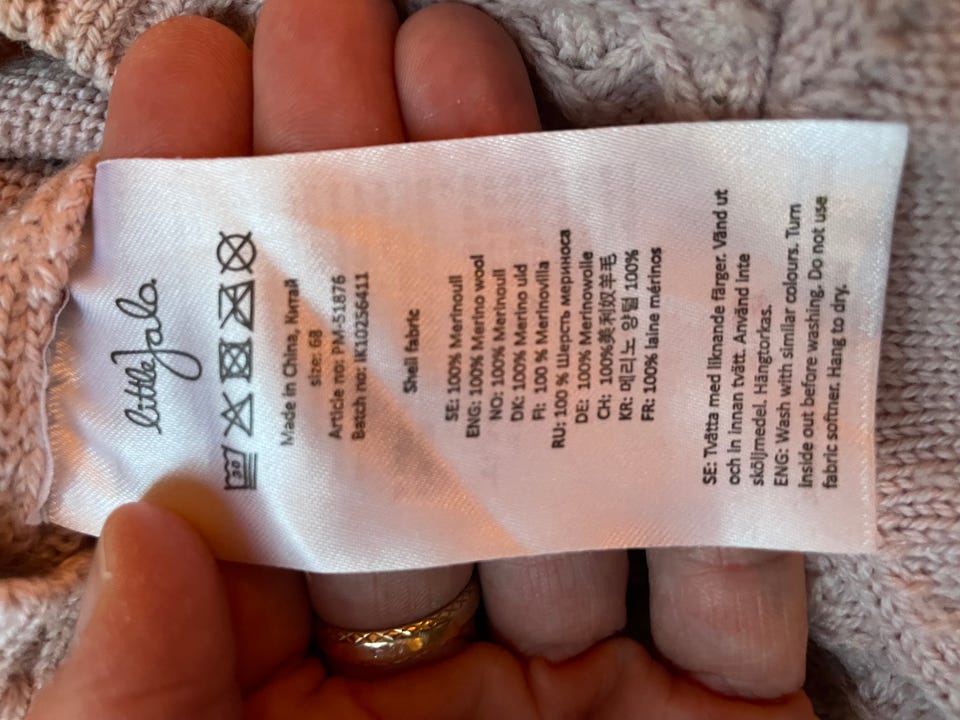 littleJalo.
30
Made in China, Китай
size: 68
Article no: PM-51876
Batch no: IK10256411
Shell fabric
SE: 100% Merinoull
ENG: 100% Merino wool
NO: 100% Merinoull
DK: 100% Merino uld
FI: 100 % Merinovilla
RU: 100 % Шерсть мериноса
DE: 100% Merinowolle
CH: 100%美利奴羊毛
KR: 메리노 양털 100%
FR: 100% laine mérinos
SE: Tvätta med liknande färger. Vänd ut
och in innan tvätt. Använd inte
sköljmedel. Hängtorkas.
ENG: Wash with similar colours. Turn
inside out before washing. Do not use
fabric softner. Hang to dry.